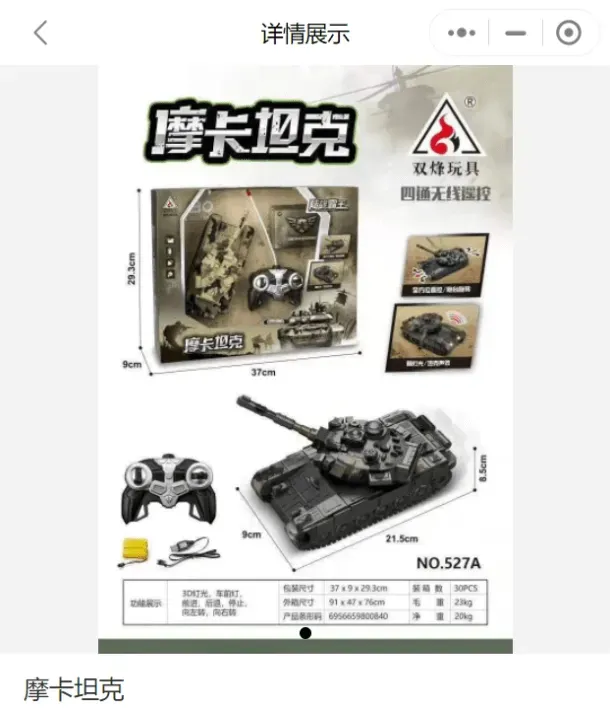 详情展示
摩卡坦克
®
双烽玩具
四通无线遥控
29.3cm
摩卡坦克
9cm
37cm
8.5cm
9cm
21.5cm
NO.527A
功能展示
3D灯光, 车前灯,
前进, 后退, 停止,
向左转, 向右转
包装尺寸 37 x 9 x 29.3cm 装箱数 30PCS
外箱尺寸 91 x 47 x 76cm 毛重 23kg
产品条形码 6956659800840 净重 20kg
摩卡坦克